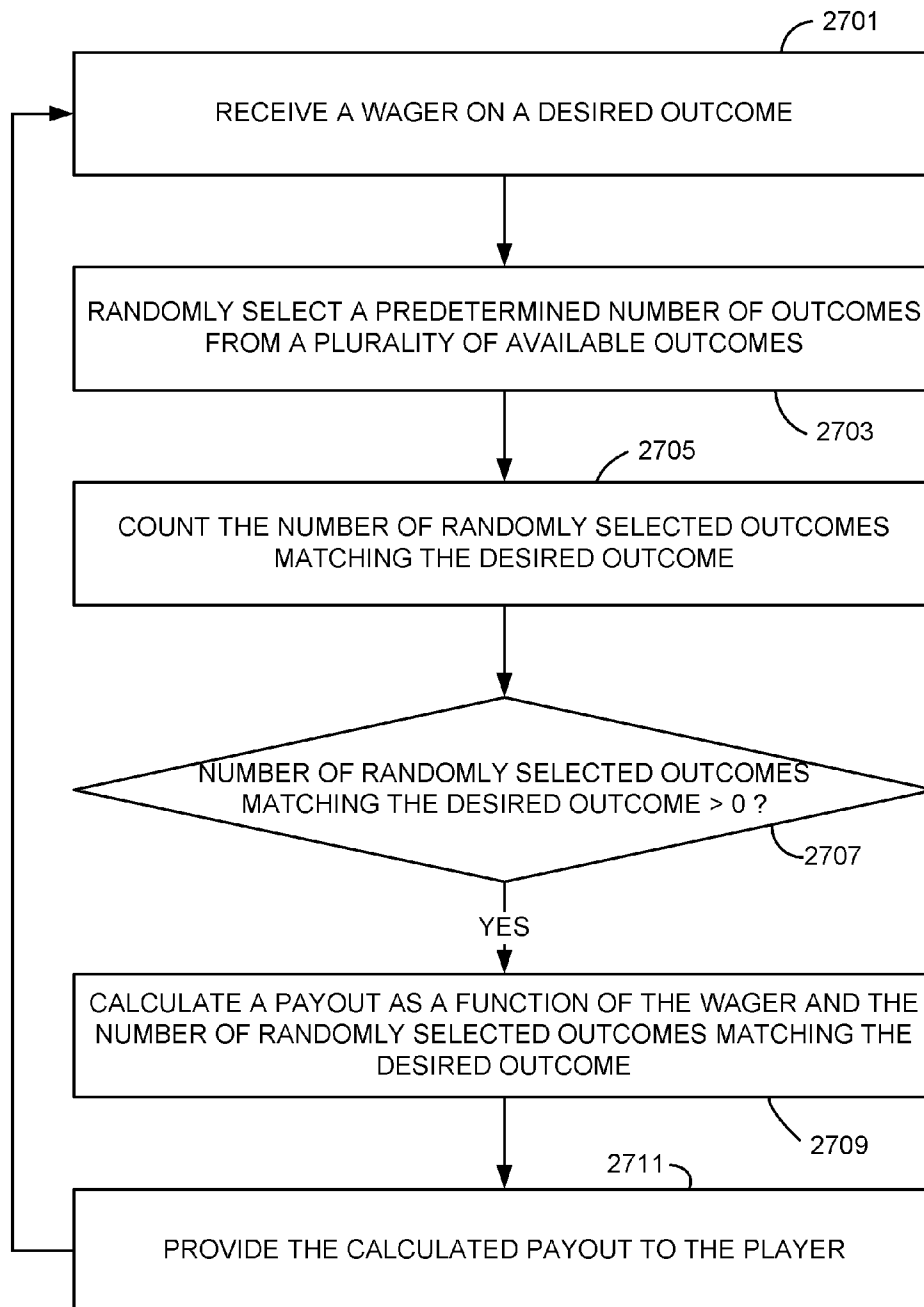 2701
RECEIVE A WAGER ON A DESIRED OUTCOME
RANDOMLY SELECT A PREDETERMINED NUMBER OF OUTCOMES
FROM A PLURALITY OF AVAILABLE OUTCOMES
2703
2705
COUNT THE NUMBER OF RANDOMLY SELECTED OUTCOMES
MATCHING THE DESIRED OUTCOME
NUMBER OF RANDOMLY SELECTED OUTCOMES
MATCHING THE DESIRED OUTCOME > 0 ?
2707
YES
CALCULATE A PAYOUT AS A FUNCTION OF THE WAGER AND THE
NUMBER OF RANDOMLY SELECTED OUTCOMES MATCHING THE
DESIRED OUTCOME
2709
2711
PROVIDE THE CALCULATED PAYOUT TO THE PLAYER